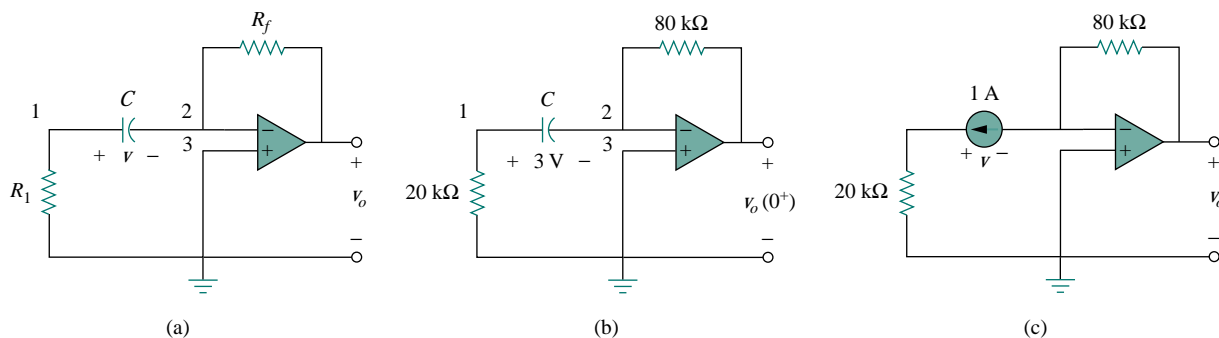 R_f
1
C
2
3
+ v −
−
+
R_1
+
v_o
−
(a)
80 kΩ
1
C
2
3
+ 3 V −
−
+
20 kΩ
+
v_o (0⁺)
−
(b)
80 kΩ
1 A
+ v −
−
+
20 kΩ
+
v_o
−
(c)